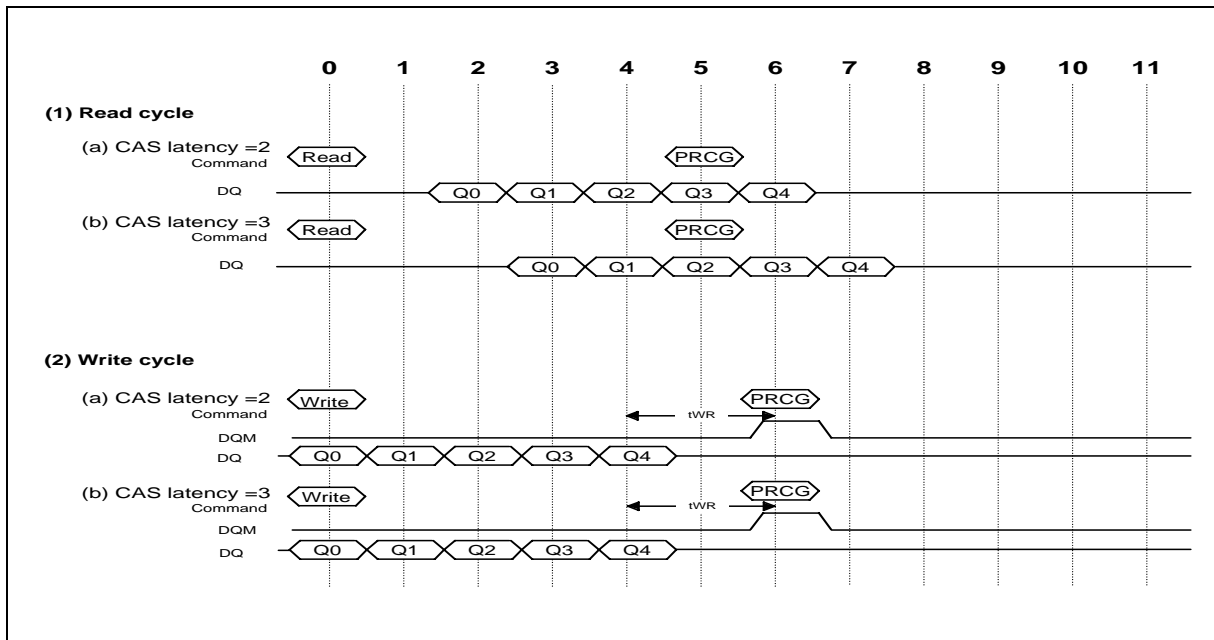 0 1 2 3 4 5 6 7 8 9 10 11
(1) Read cycle
(a) CAS latency =2
Command
Read PRCG
DQ
Q0 Q1 Q2 Q3 Q4
(b) CAS latency =3
Command
Read PRCG
DQ
Q0 Q1 Q2 Q3 Q4
(2) Write cycle
(a) CAS latency =2
Command
Write tWR PRCG
DQM
DQ
Q0 Q1 Q2 Q3 Q4
(b) CAS latency =3
Command
Write tWR PRCG
DQM
DQ
Q0 Q1 Q2 Q3 Q4